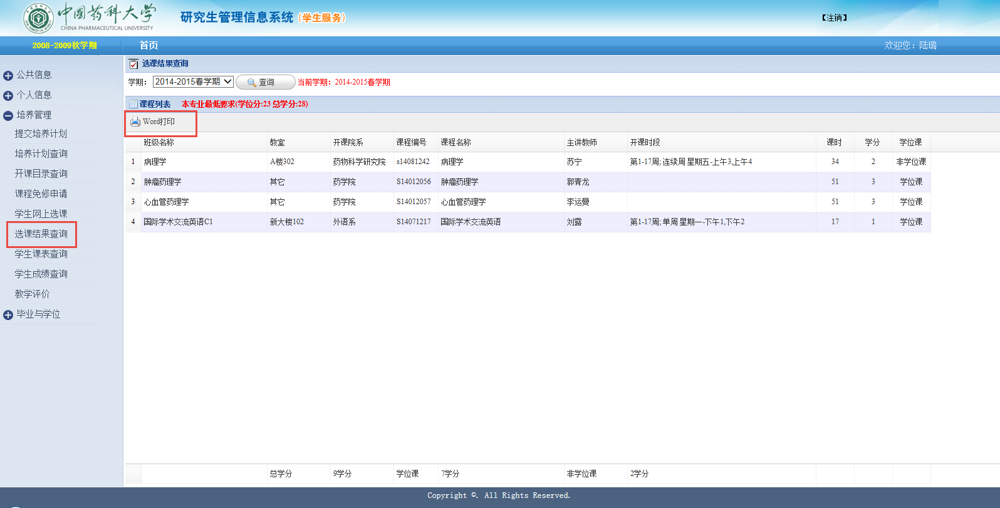 中国药科大学
CHINA PHARMACEUTICAL UNIVERSITY
研究生管理信息系统(学生服务)
【注销】
2008-2009秋学期 首页 欢迎您：陆璐
公共信息
个人信息
培养管理
提交培养计划
培养计划查询
开课目录查询
课程免修申请
学生网上选课
选课结果查询
学生课表查询
学生成绩查询
教学评价
毕业与学位
选课结果查询
学期： 2014-2015春学期 查询 当前学期：2014-2015春学期
课程列表 本专业最低要求(学位分:23 总学分:28)
Word打印
班级名称 教室 开课院系 课程编号 课程名称 主讲教师 开课时段 课时 学分 学位课
1 病理学 A楼302 药物科学研究院 s14081242 病理学 苏宁 第1-17周; 连续周 星期五-上午3,上午4 34 2 非学位课
2 肿瘤药理学 其它 药学院 S14012056 肿瘤药理学 郭青龙 51 3 学位课
3 心血管药理学 其它 药学院 S14012057 心血管药理学 李运曼 51 3 学位课
4 国际学术交流英语C1 新大楼102 外语系 S14071217 国际学术交流英语 刘露 第1-17周; 单周 星期一-下午1,下午2 17 1 学位课
总学分 9学分 学位课 7学分 非学位课 2学分
Copyright ©. All Rights Reserved.